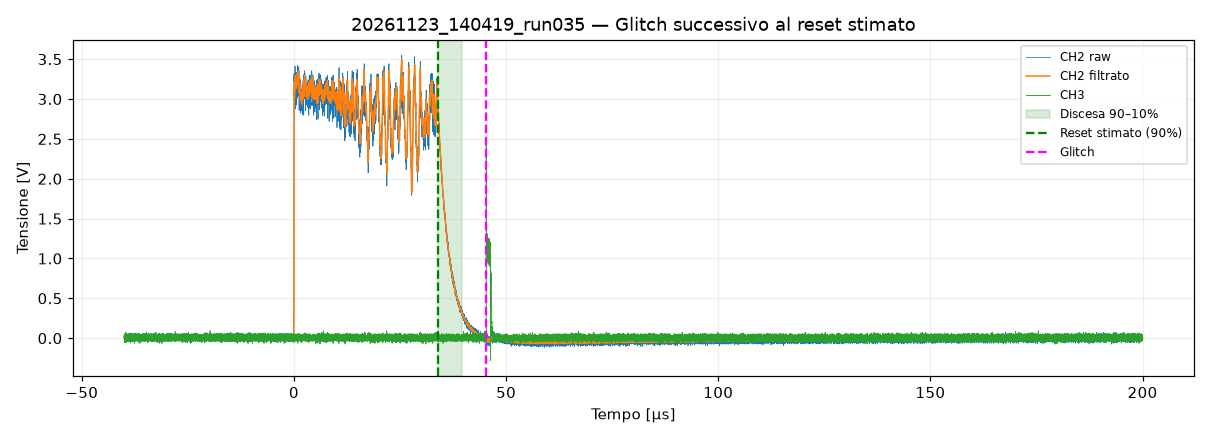 20261123_140419_run035 — Glitch successivo al reset stimato
CH2 raw
CH2 filtrato
CH3
Discesa 90–10%
Reset stimato (90%)
Glitch
Tensione [V]
3.5
3.0
2.5
2.0
1.5
1.0
0.5
0.0
−50
0
50
100
150
200
Tempo [µs]